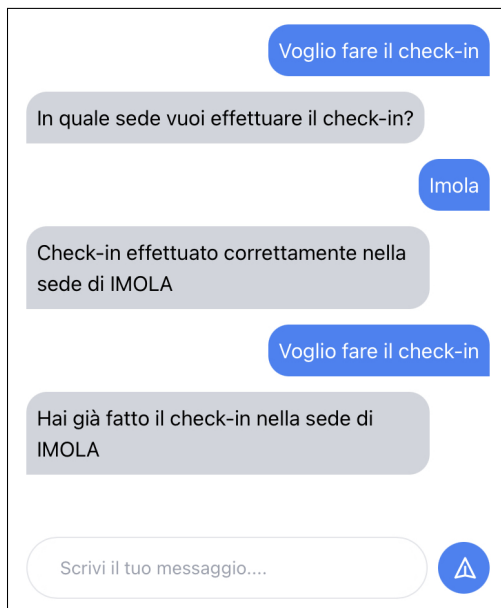 Voglio fare il check-in
In quale sede vuoi effettuare il check-in?
Imola
Check-in effettuato correttamente nella
sede di IMOLA
Voglio fare il check-in
Hai già fatto il check-in nella sede di
IMOLA
Scrivi il tuo messaggio....